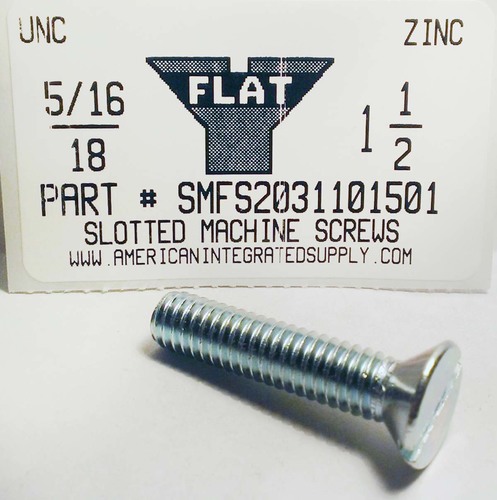 UNC ZINC
FLAT
5/16
18
1 1/2
PART # SMFS2031101501
SLOTTED MACHINE SCREWS
WWW.AMERICANINTEGRATEDSUPPLY.COM